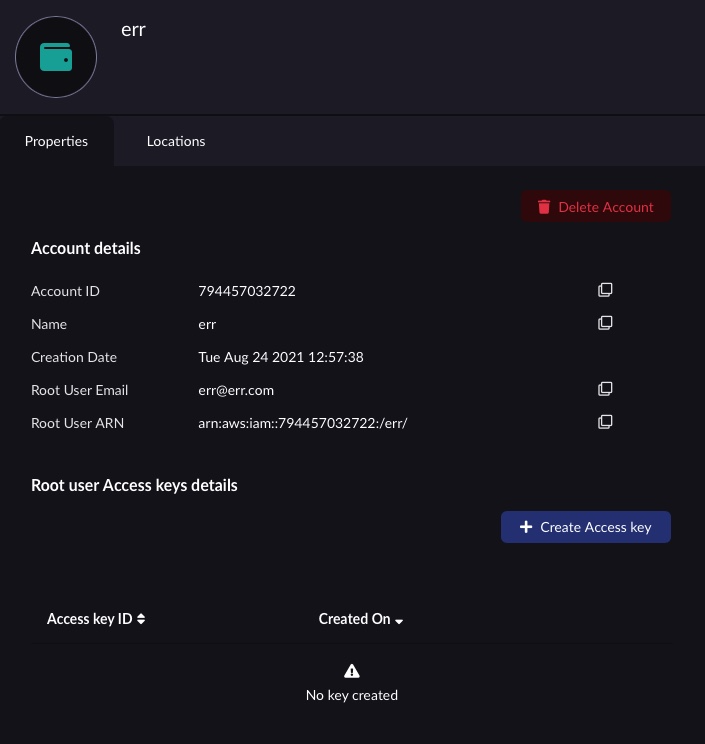 err
Properties Locations
Delete Account
Account details
Account ID 794457032722
Name err
Creation Date Tue Aug 24 2021 12:57:38
Root User Email err@err.com
Root User ARN arn:aws:iam::794457032722:/err/
Root user Access keys details
Create Access key
Access key ID Created On
No key created